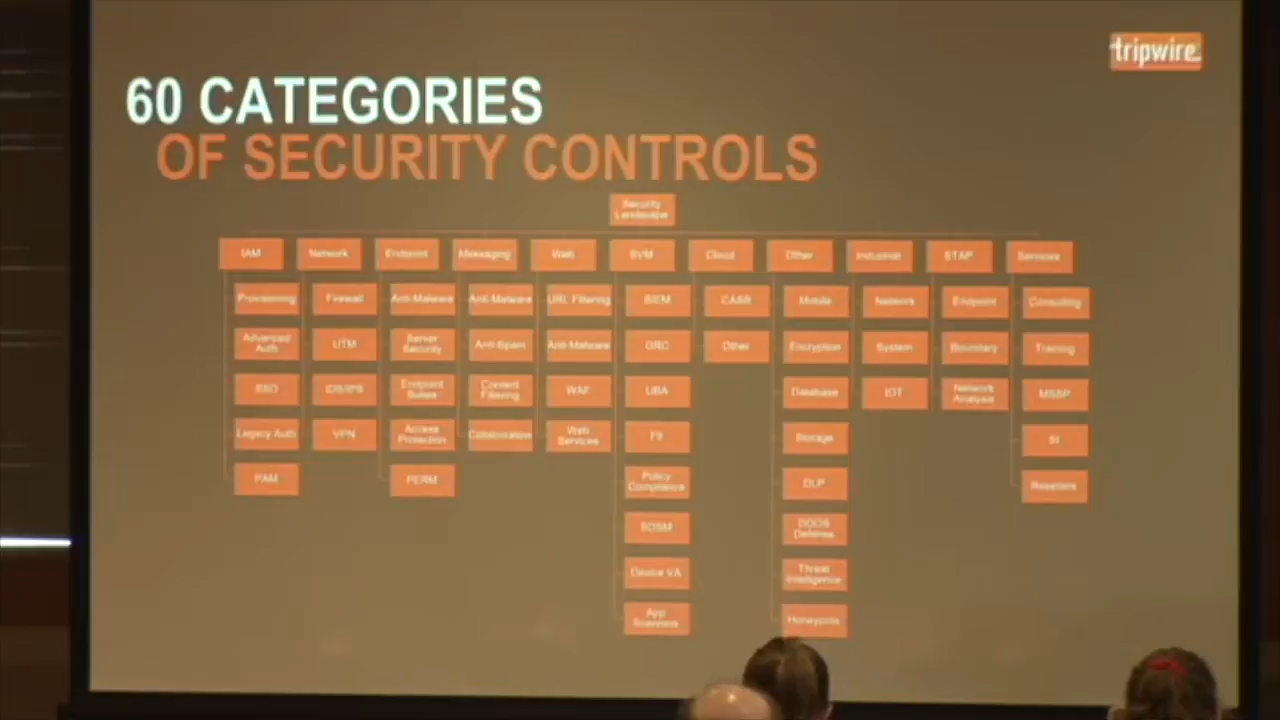 tripwire
60 CATEGORIES
OF SECURITY CONTROLS
Security
Landscape
IAM
Network
Endpoint
Messaging
Web
SVM
Cloud
Other
Industrial
STAP
Services
Provisioning
Firewall
Anti-Malware
Anti-Malware
URL Filtering
SIEM
CASB
Mobile
Network
Endpoint
Consulting
Advanced
Auth
UTM
Server
Security
Anti-Spam
Anti-Malware
GRC
Other
Encryption
System
Boundary
Training
SSO
IDS/IPS
Endpoint
Suites
Content
Filtering
WAF
UBA
Database
IOT
Network
Analysis
MSSP
Legacy Auth
VPN
Access
Protection
Collaboration
Web
Services
Storage
SI
PAM
PERM
Policy
Compliance
DLP
Resellers
DDOS
Defense
Device VA
Threat
Intelligence
App
Scanners
Honeypots